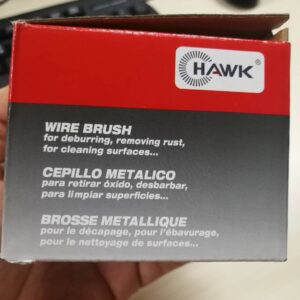 HAWK®
WIRE BRUSH
for deburring, removing rust,
for cleaning surfaces...
CEPILLO METALICO
para retirar óxido, desbarbar,
para limpiar superficies...
BROSSE METALLIQUE
pour le décapage, pour l'ébavurage,
pour le nettoyage de surfaces...